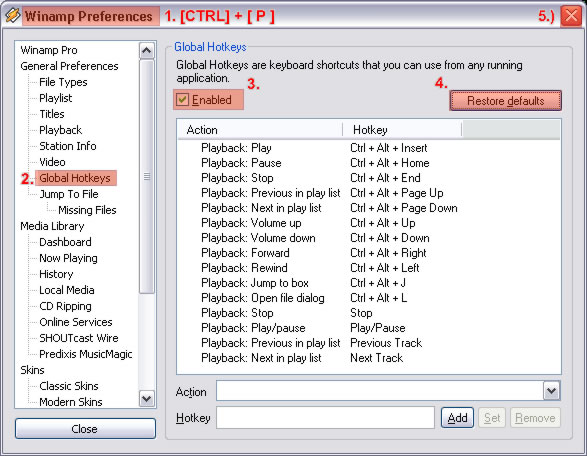 Winamp Preferences 1. [CTRL] + [ P ] 5.)
Winamp Pro
General Preferences
File Types
Playlist
Titles
Playback
Station Info
Video
2. Global Hotkeys
Jump To File
Missing Files
Media Library
Dashboard
Now Playing
History
Local Media
CD Ripping
Online Services
SHOUTcast Wire
Predixis MusicMagic
Skins
Classic Skins
Modern Skins
Close
Global Hotkeys
Global Hotkeys are keyboard shortcuts that you can use from any running
application.
3.
Enabled
4.
Restore defaults
Action Hotkey
Playback: Play Ctrl + Alt + Insert
Playback: Pause Ctrl + Alt + Home
Playback: Stop Ctrl + Alt + End
Playback: Previous in play list Ctrl + Alt + Page Up
Playback: Next in play list Ctrl + Alt + Page Down
Playback: Volume up Ctrl + Alt + Up
Playback: Volume down Ctrl + Alt + Down
Playback: Forward Ctrl + Alt + Right
Playback: Rewind Ctrl + Alt + Left
Playback: Jump to box Ctrl + Alt + J
Playback: Open file dialog Ctrl + Alt + L
Playback: Stop Stop
Playback: Play/pause Play/Pause
Playback: Previous in play list Previous Track
Playback: Next in play list Next Track
Action
Hotkey Add Set Remove